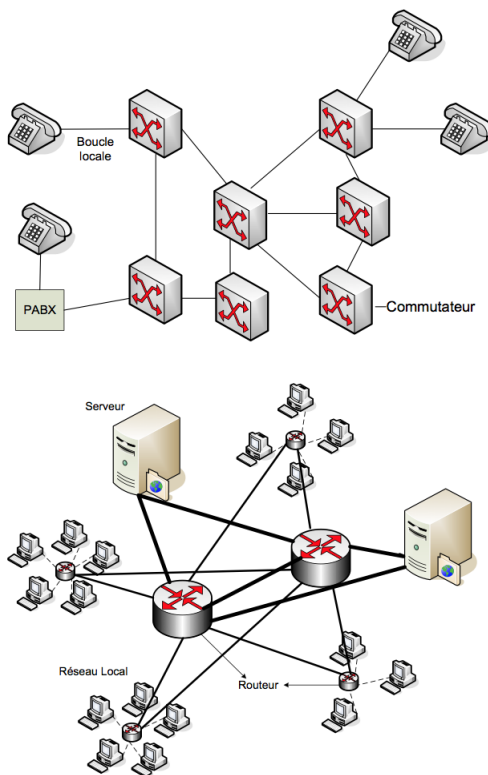 Boucle
locale
PABX
Commutateur
Serveur
Réseau Local
Routeur